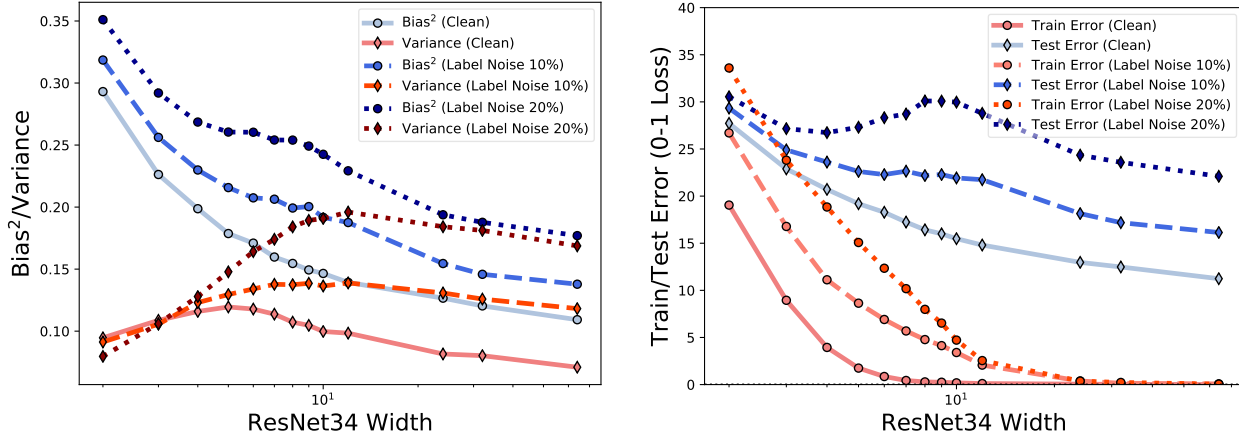 0.35
0.30
0.25
0.20
0.15
0.10
Bias²/Variance
Bias² (Clean)
Variance (Clean)
Bias² (Label Noise 10%)
Variance (Label Noise 10%)
Bias² (Label Noise 20%)
Variance (Label Noise 20%)
10¹
ResNet34 Width
40
35
30
25
20
15
10
5
0
Train/Test Error (0-1 Loss)
Train Error (Clean)
Test Error (Clean)
Train Error (Label Noise 10%)
Test Error (Label Noise 10%)
Train Error (Label Noise 20%)
Test Error (Label Noise 20%)
10¹
ResNet34 Width